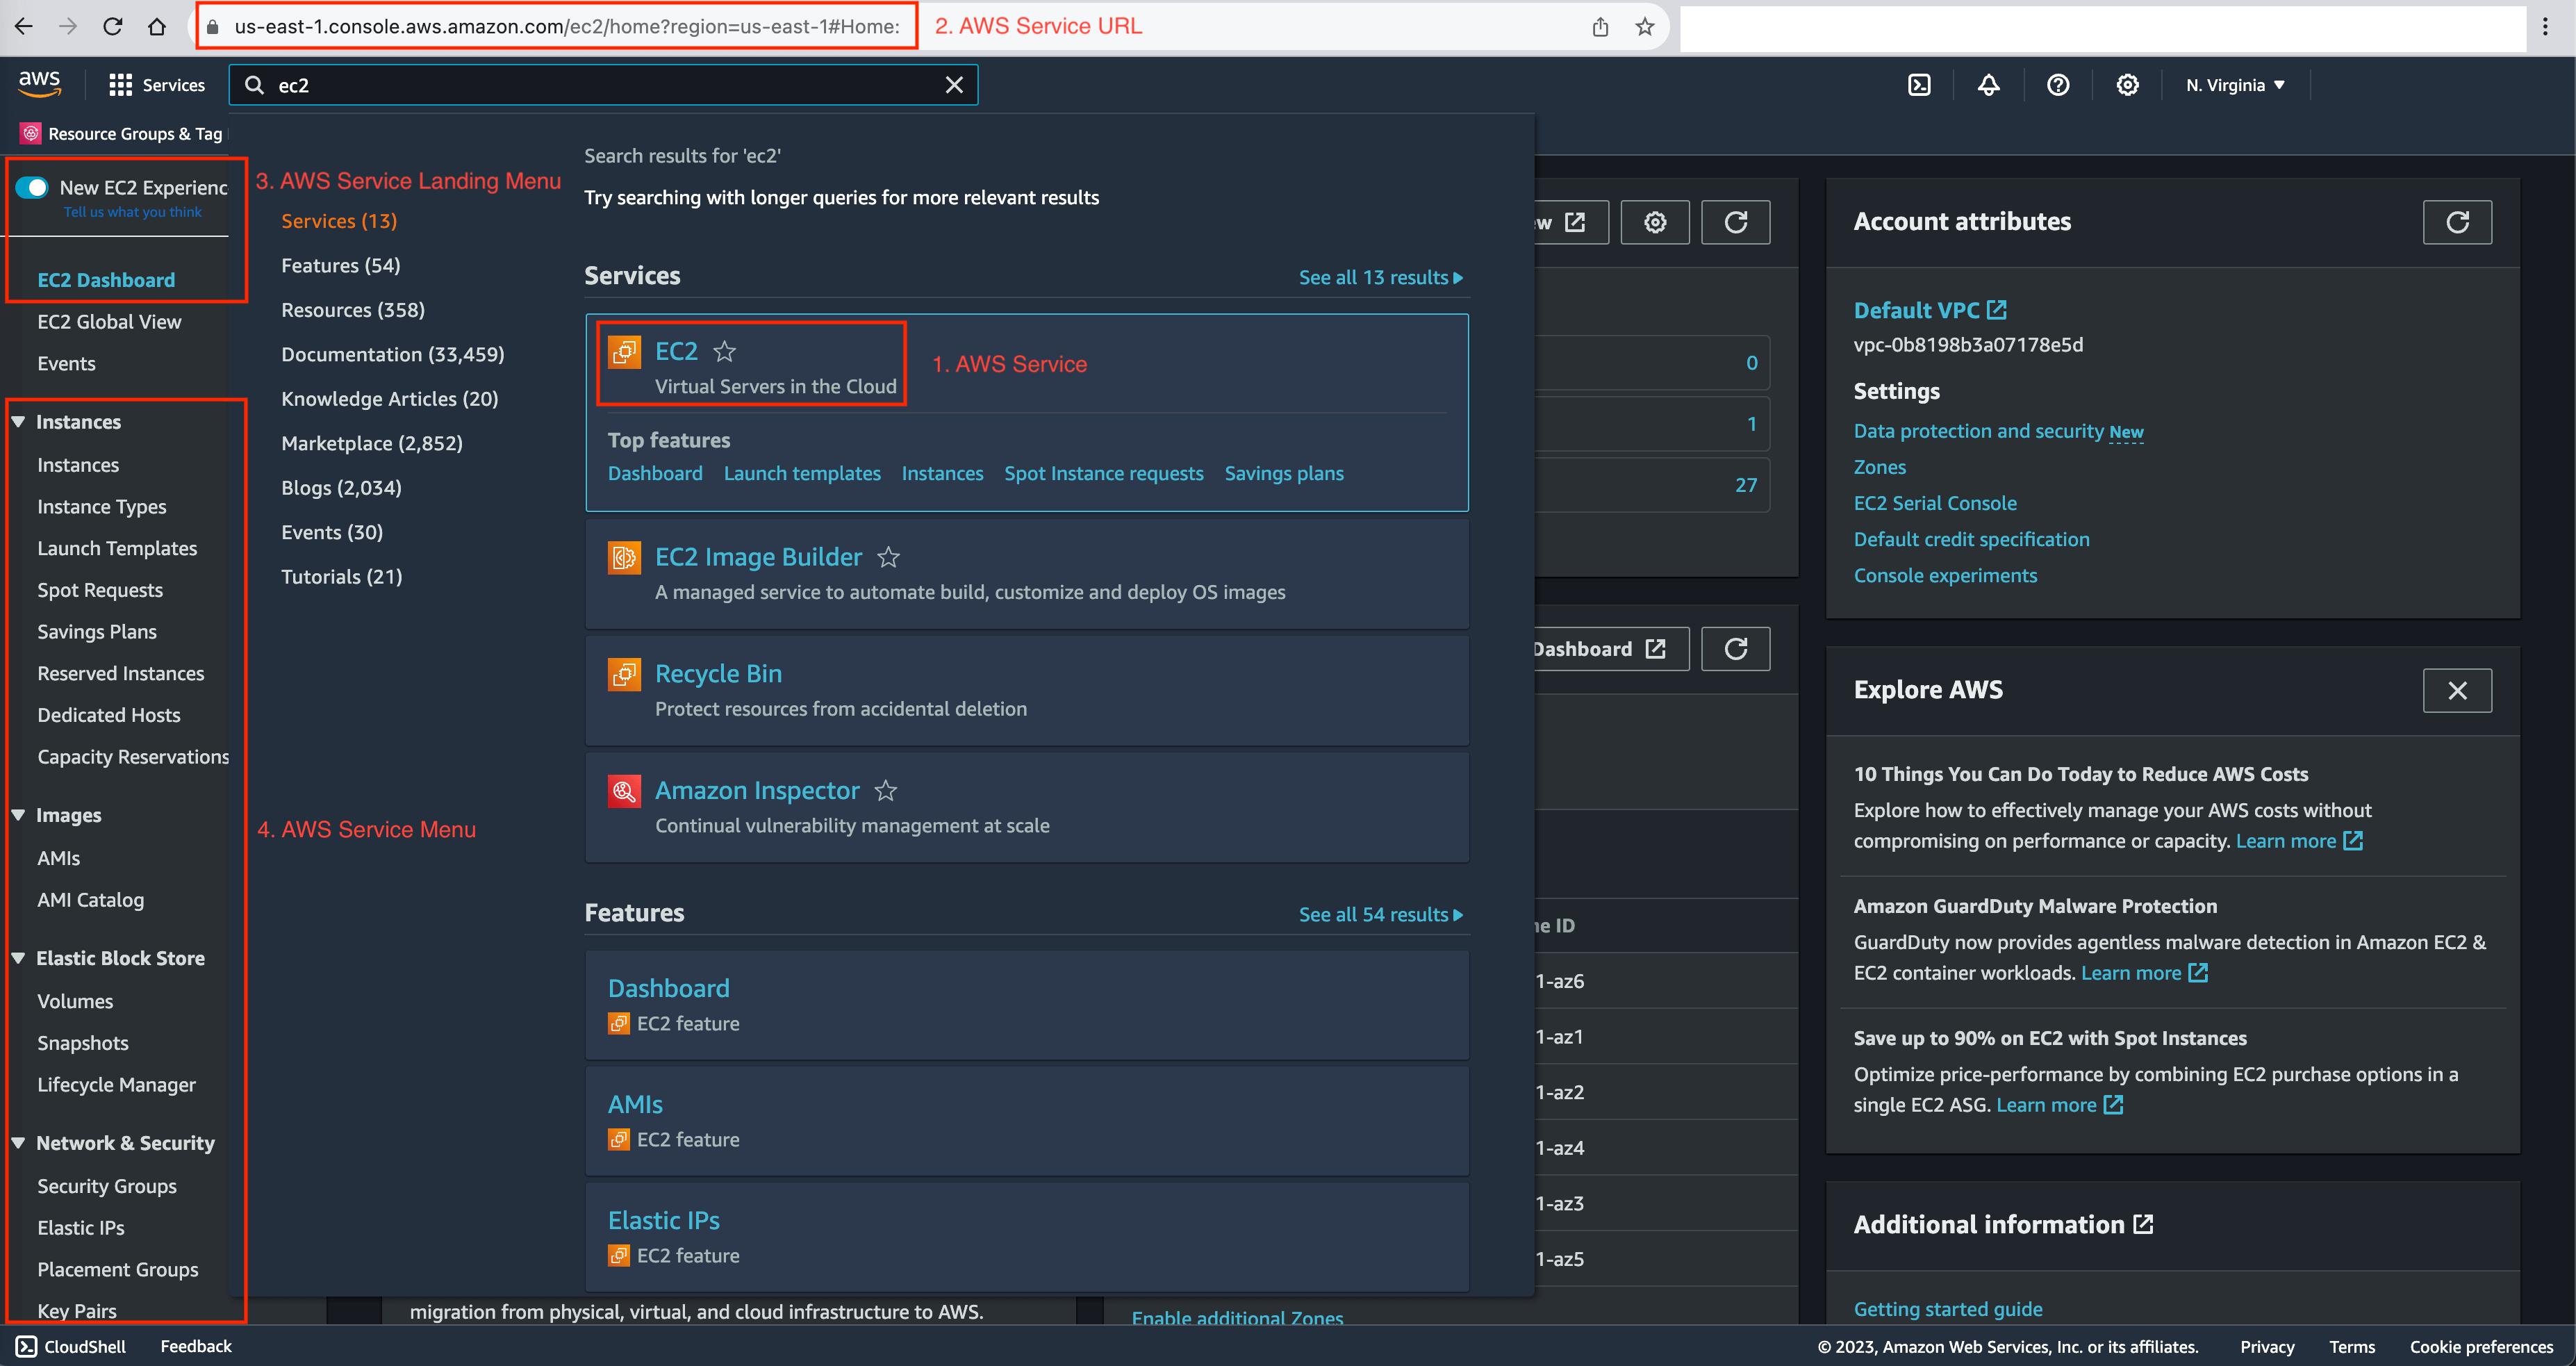 us-east-1.console.aws.amazon.com/ec2/home?region=us-east-1#Home:
2. AWS Service URL
aws
Services
ec2
N. Virginia
Resource Groups & Tag
New EC2 Experienc
Tell us what you think
EC2 Dashboard
EC2 Global View
Events
Instances
Instances
Instance Types
Launch Templates
Spot Requests
Savings Plans
Reserved Instances
Dedicated Hosts
Capacity Reservations
Images
AMIs
AMI Catalog
Elastic Block Store
Volumes
Snapshots
Lifecycle Manager
Network & Security
Security Groups
Elastic IPs
Placement Groups
Key Pairs
3. AWS Service Landing Menu
Services (13)
Features (54)
Resources (358)
Documentation (33,459)
Knowledge Articles (20)
Marketplace (2,852)
Blogs (2,034)
Events (30)
Tutorials (21)
4. AWS Service Menu
Search results for 'ec2'
Try searching with longer queries for more relevant results
Services
See all 13 results
EC2
Virtual Servers in the Cloud
1. AWS Service
Top features
Dashboard Launch templates Instances Spot Instance requests Savings plans
EC2 Image Builder
A managed service to automate build, customize and deploy OS images
Recycle Bin
Protect resources from accidental deletion
Amazon Inspector
Continual vulnerability management at scale
Features
See all 54 results
Dashboard
EC2 feature
AMIs
EC2 feature
Elastic IPs
EC2 feature
migration from physical, virtual, and cloud infrastructure to AWS.
ew
0
1
27
Dashboard
ne ID
1-az6
1-az1
1-az2
1-az4
1-az3
1-az5
Enable additional Zones
Account attributes
Default VPC
vpc-0b8198b3a07178e5d
Settings
Data protection and security New
Zones
EC2 Serial Console
Default credit specification
Console experiments
Explore AWS
10 Things You Can Do Today to Reduce AWS Costs
Explore how to effectively manage your AWS costs without
compromising on performance or capacity. Learn more
Amazon GuardDuty Malware Protection
GuardDuty now provides agentless malware detection in Amazon EC2 &
EC2 container workloads. Learn more
Save up to 90% on EC2 with Spot Instances
Optimize price-performance by combining EC2 purchase options in a
single EC2 ASG. Learn more
Additional information
Getting started guide
CloudShell
Feedback
© 2023, Amazon Web Services, Inc. or its affiliates.
Privacy
Terms
Cookie preferences